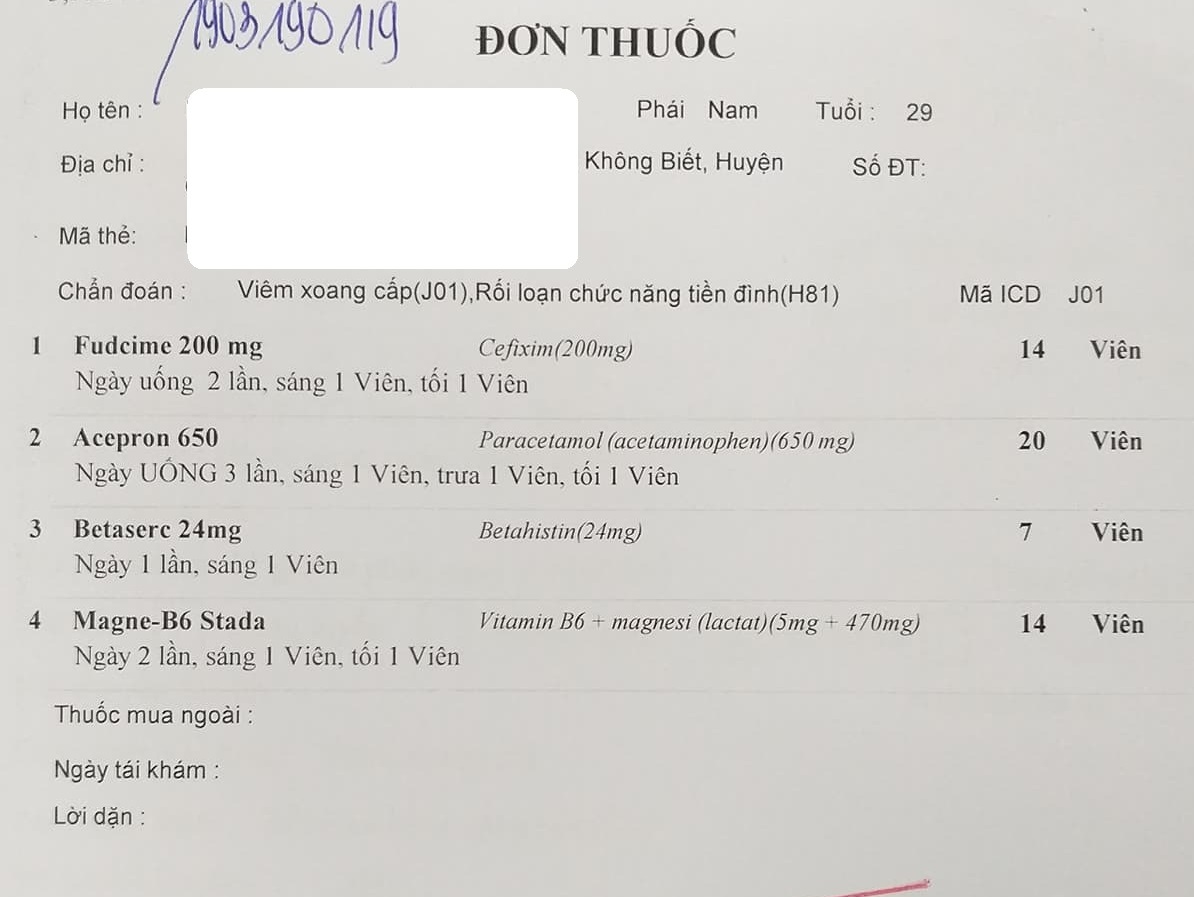 1903190119
ĐƠN THUỐC
Họ tên : Phái Nam Tuổi : 29
Địa chỉ : Không Biết, Huyện Số ĐT:
Mã thẻ:
Chẩn đoán : Viêm xoang cấp(J01),Rối loạn chức năng tiền đình(H81) Mã ICD J01
1 Fudcime 200 mg Cefixim(200mg) 14 Viên
Ngày uống 2 lần, sáng 1 Viên, tối 1 Viên
2 Acepron 650 Paracetamol (acetaminophen)(650 mg) 20 Viên
Ngày UỐNG 3 lần, sáng 1 Viên, trưa 1 Viên, tối 1 Viên
3 Betaserc 24mg Betahistin(24mg) 7 Viên
Ngày 1 lần, sáng 1 Viên
4 Magne-B6 Stada Vitamin B6 + magnesi (lactat)(5mg + 470mg) 14 Viên
Ngày 2 lần, sáng 1 Viên, tối 1 Viên
Thuốc mua ngoài :
Ngày tái khám :
Lời dặn :